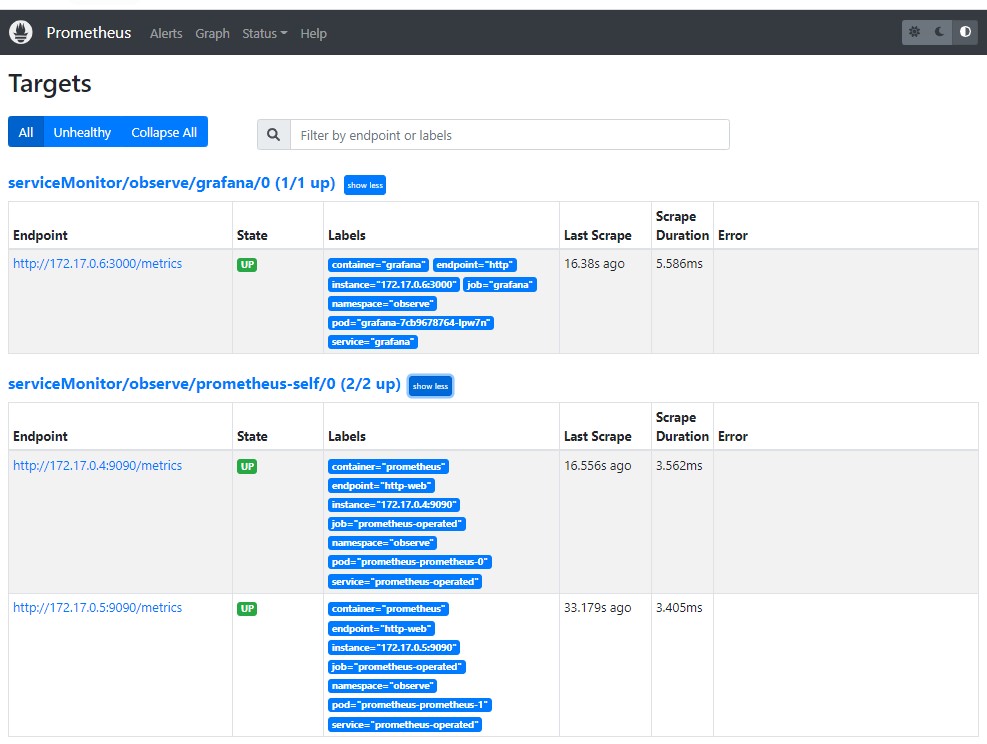 Prometheus Alerts Graph Status Help
Targets
All Unhealthy Collapse All Filter by endpoint or labels
serviceMonitor/observe/grafana/0 (1/1 up) show less
Endpoint State Labels Last Scrape Scrape Duration Error
http://172.17.0.6:3000/metrics UP container="grafana" endpoint="http" 16.38s ago 5.586ms
instance="172.17.0.6:3000" job="grafana"
namespace="observe"
pod="grafana-7cb9678764-lpw7n"
service="grafana"
serviceMonitor/observe/prometheus-self/0 (2/2 up) show less
Endpoint State Labels Last Scrape Scrape Duration Error
http://172.17.0.4:9090/metrics UP container="prometheus" 16.556s ago 3.562ms
endpoint="http-web"
instance="172.17.0.4:9090"
job="prometheus-operated"
namespace="observe"
pod="prometheus-prometheus-0"
service="prometheus-operated"
http://172.17.0.5:9090/metrics UP container="prometheus" 33.179s ago 3.405ms
endpoint="http-web"
instance="172.17.0.5:9090"
job="prometheus-operated"
namespace="observe"
pod="prometheus-prometheus-1"
service="prometheus-operated"